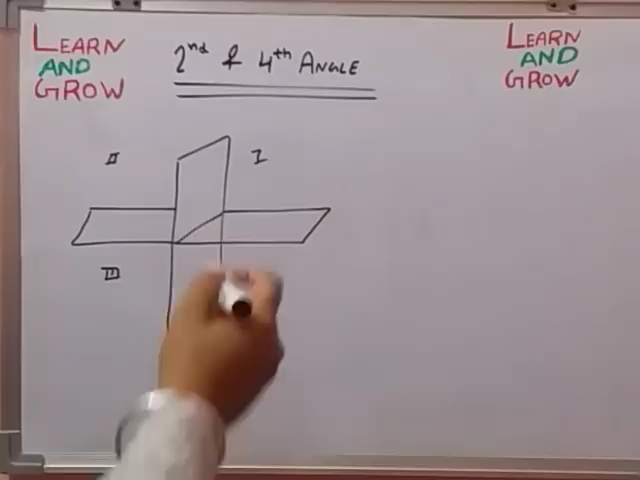 LEARN
AND
GROW
2nd & 4th ANGLE
LEARN
AND
GROW
II
I
III